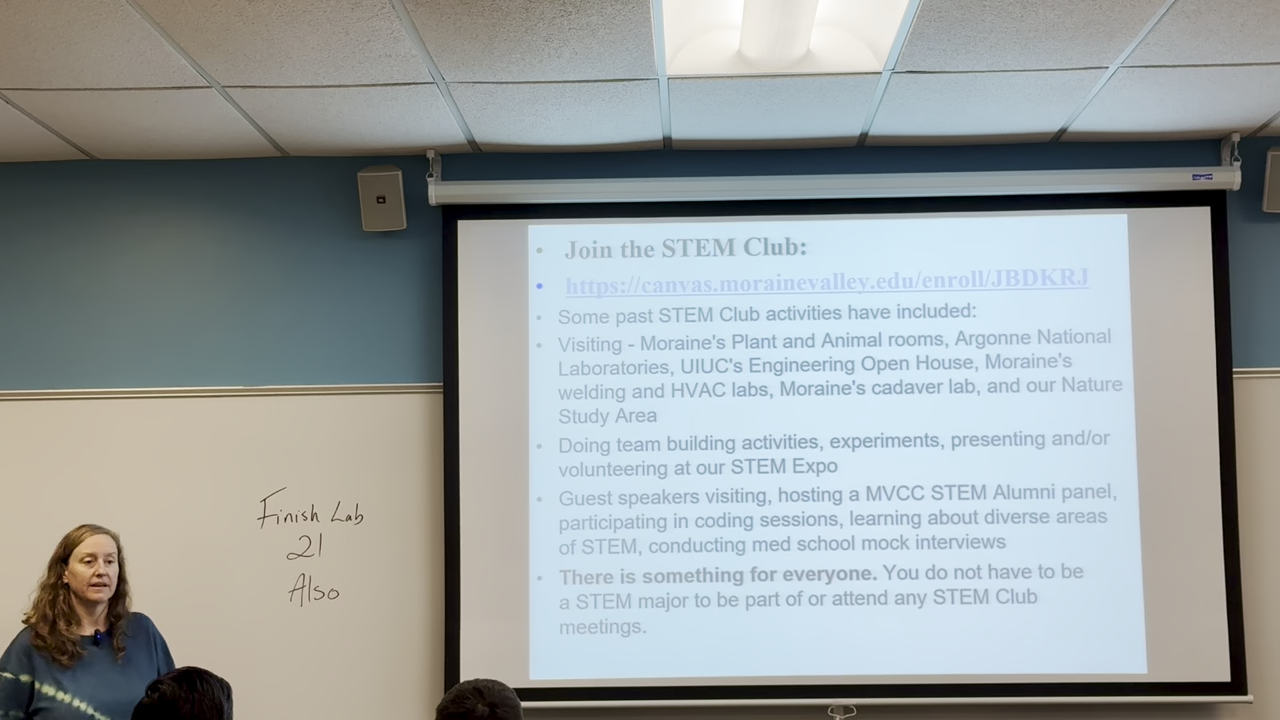 Join the STEM Club:
https://canvas.morainevalley.edu/enroll/JBDKRJ
Some past STEM Club activities have included:
Visiting - Moraine's Plant and Animal rooms, Argonne National
Laboratories, UIUC's Engineering Open House, Moraine's
welding and HVAC labs, Moraine's cadaver lab, and our Nature
Study Area
Doing team building activities, experiments, presenting and/or
volunteering at our STEM Expo
Guest speakers visiting, hosting a MVCC STEM Alumni panel,
participating in coding sessions, learning about diverse areas
of STEM, conducting med school mock interviews
There is something for everyone. You do not have to be
a STEM major to be part of or attend any STEM Club
meetings.
Finish Lab
21
Also